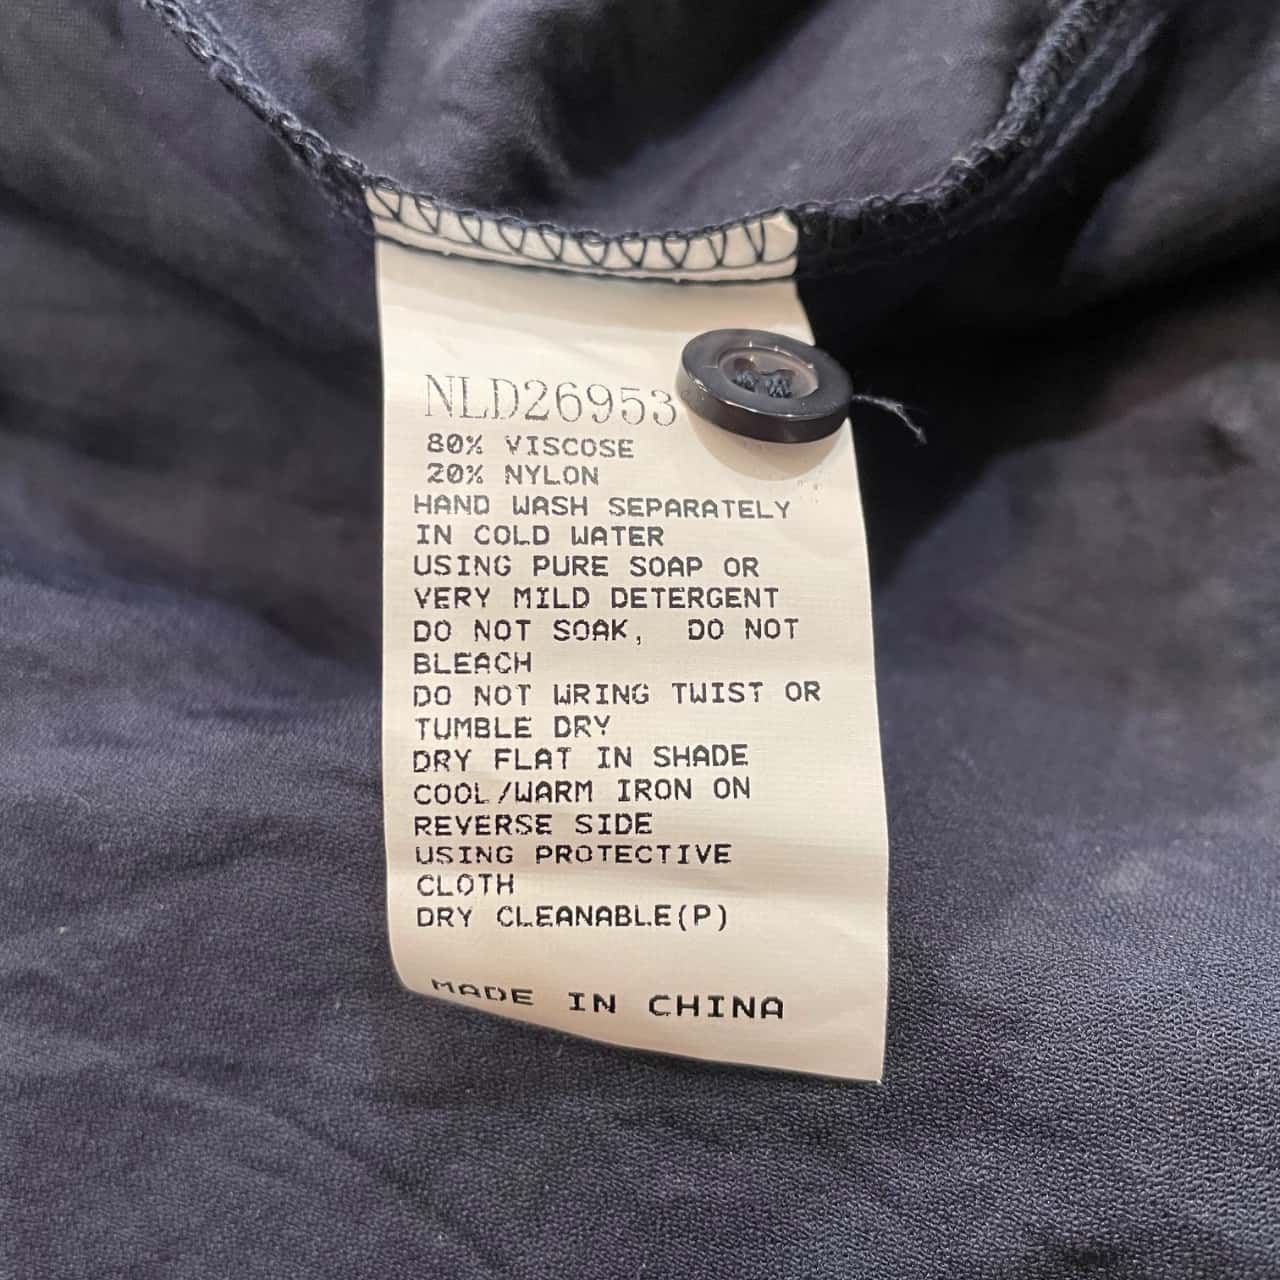 NLD26953
80% VISCOSE
20% NYLON
HAND WASH SEPARATELY
IN COLD WATER
USING PURE SOAP OR
VERY MILD DETERGENT
DO NOT SOAK, DO NOT
BLEACH
DO NOT WRING TWIST OR
TUMBLE DRY
DRY FLAT IN SHADE
COOL/WARM IRON ON
REVERSE SIDE
USING PROTECTIVE
CLOTH
DRY CLEANABLE(P)
MADE IN CHINA